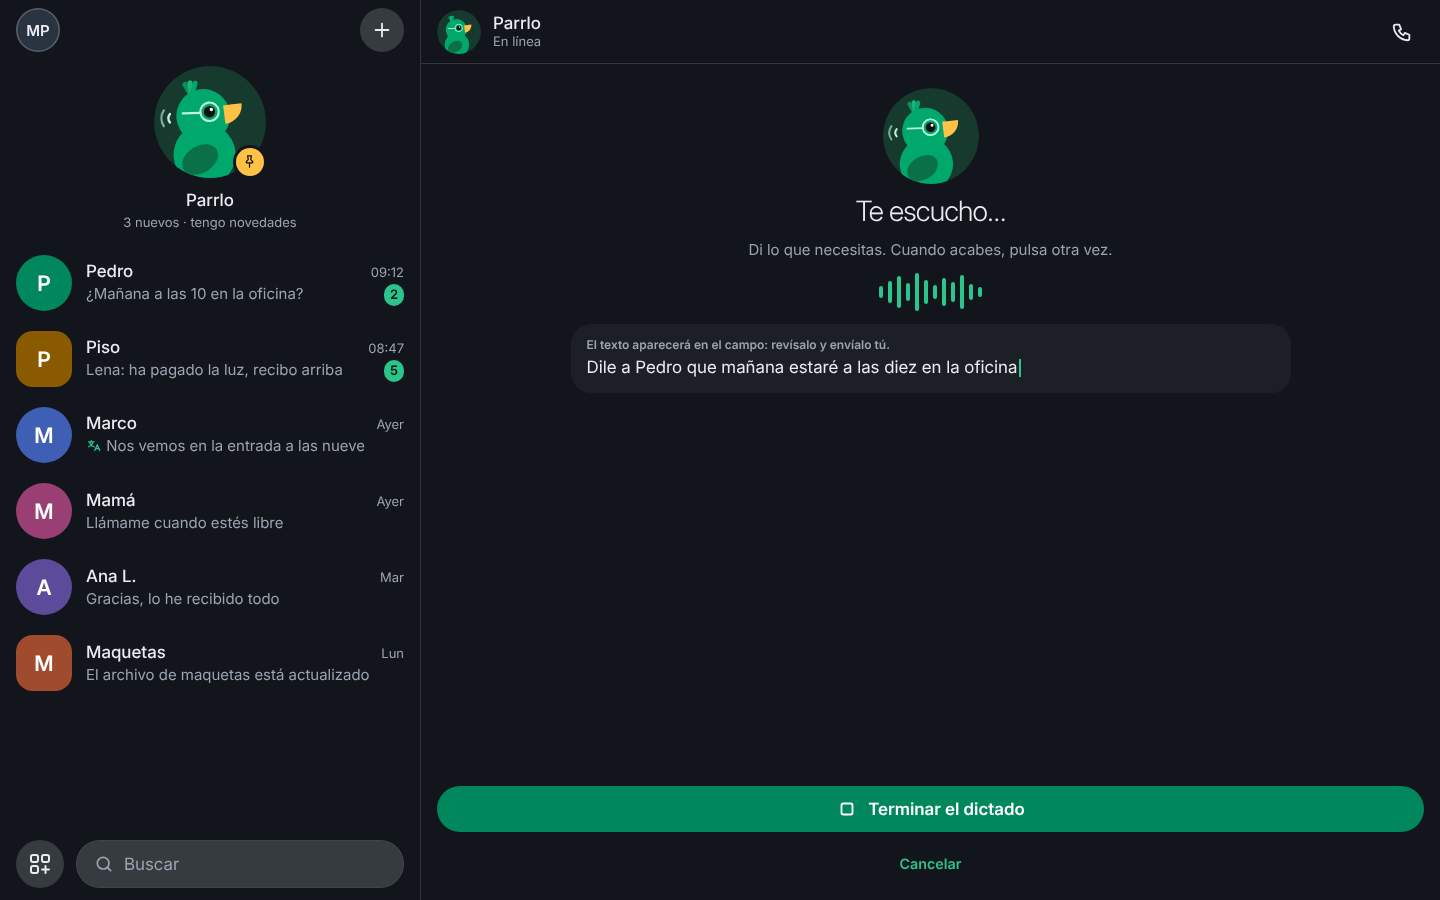 MP
Parrlo
3 nuevos · tengo novedades
P
Pedro
09:12
¿Mañana a las 10 en la oficina?
2
P
Piso
08:47
Lena: ha pagado la luz, recibo arriba
5
M
Marco
Ayer
Nos vemos en la entrada a las nueve
M
Mamá
Ayer
Llámame cuando estés libre
A
Ana L.
Mar
Gracias, lo he recibido todo
M
Maquetas
Lun
El archivo de maquetas está actualizado
Buscar
Parrlo
En línea
Te escucho...
Di lo que necesitas. Cuando acabes, pulsa otra vez.
El texto aparecerá en el campo: revísalo y envíalo tú.
Dile a Pedro que mañana estaré a las diez en la oficina
Terminar el dictado
Cancelar